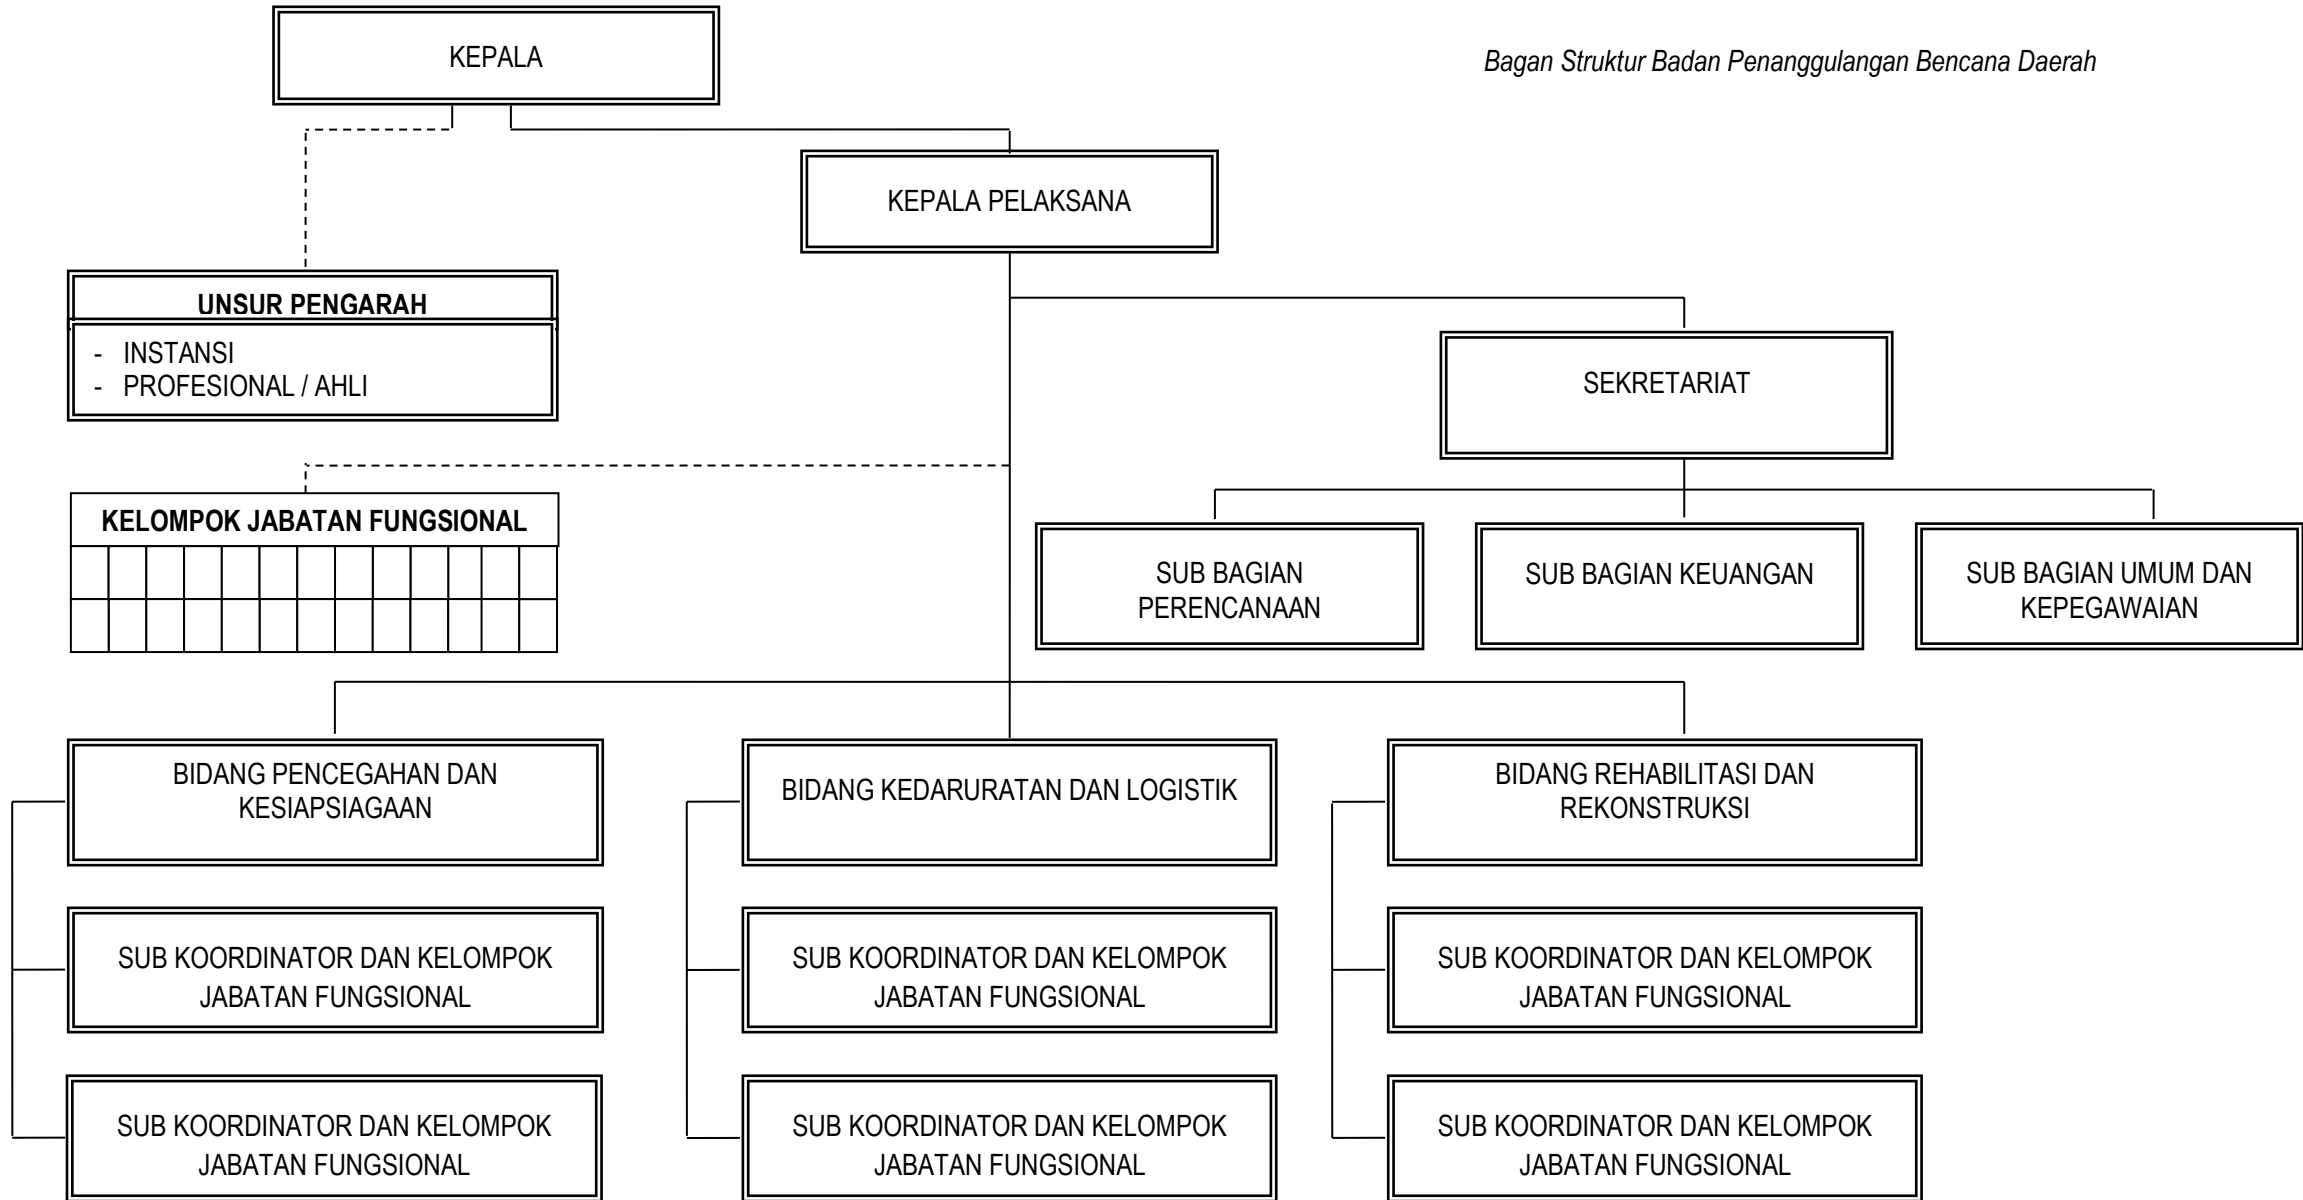 KEPALA
Bagan Struktur Badan Penanggulangan Bencana Daerah
KEPALA PELAKSANA
UNSUR PENGARAH
- INSTANSI
- PROFESIONAL / AHLI
SEKRETARIAT
KELOMPOK JABATAN FUNGSIONAL
SUB BAGIAN
PERENCANAAN
SUB BAGIAN KEUANGAN
SUB BAGIAN UMUM DAN
KEPEGAWAIAN
BIDANG PENCEGAHAN DAN
KESIAPSIAGAAN
BIDANG KEDARURATAN DAN LOGISTIK
BIDANG REHABILITASI DAN
REKONSTRUKSI
SUB KOORDINATOR DAN KELOMPOK
JABATAN FUNGSIONAL
SUB KOORDINATOR DAN KELOMPOK
JABATAN FUNGSIONAL
SUB KOORDINATOR DAN KELOMPOK
JABATAN FUNGSIONAL
SUB KOORDINATOR DAN KELOMPOK
JABATAN FUNGSIONAL
SUB KOORDINATOR DAN KELOMPOK
JABATAN FUNGSIONAL
SUB KOORDINATOR DAN KELOMPOK
JABATAN FUNGSIONAL